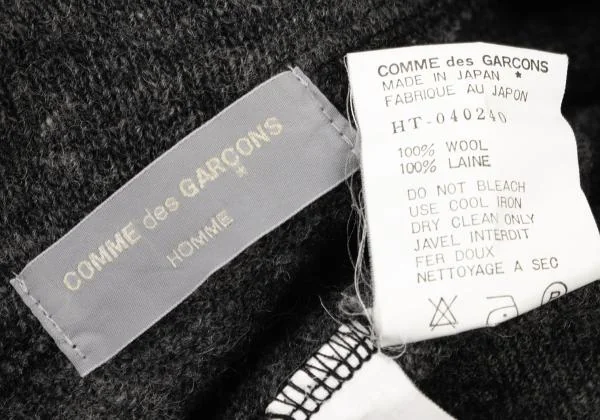 COMME des GARÇONS
*
HOMME
COMME des GARCONS
MADE IN JAPAN *
FABRIQUE AU JAPON
HT-040240
100% WOOL
100% LAINE
DO NOT BLEACH
USE COOL IRON
DRY CLEAN ONLY
JAVEL INTERDIT
FER DOUX
NETTOYAGE A SEC